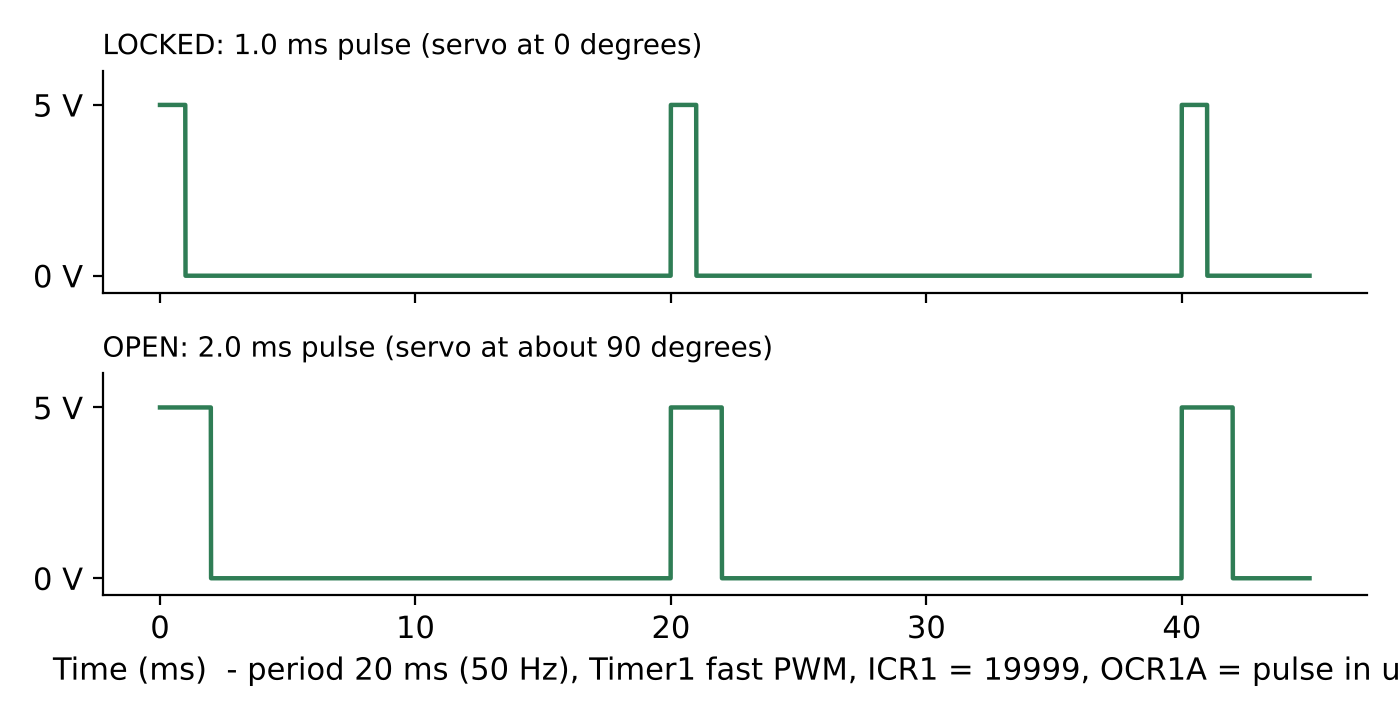 LOCKED: 1.0 ms pulse (servo at 0 degrees)
5 V
0 V
OPEN: 2.0 ms pulse (servo at about 90 degrees)
5 V
0 V
0 10 20 30 40
Time (ms)  - period 20 ms (50 Hz), Timer1 fast PWM, ICR1 = 19999, OCR1A = pulse in